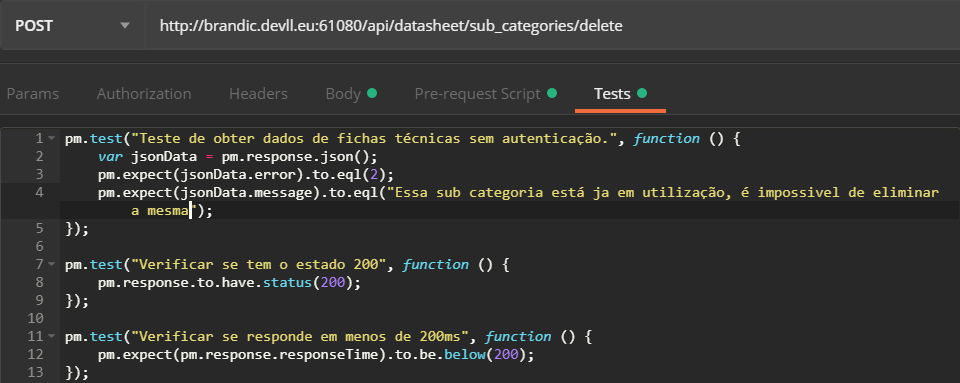 POST http://brandic.devll.eu:61080/api/datasheet/sub_categories/delete
Params Authorization Headers Body Pre-request Script Tests
1 pm.test("Teste de obter dados de fichas técnicas sem autenticação.", function () {
2 var jsonData = pm.response.json();
3 pm.expect(jsonData.error).to.eql(2);
4 pm.expect(jsonData.message).to.eql("Essa sub categoria está ja em utilização, é impossivel de eliminar
a mesma");
5 });
6
7 pm.test("Verificar se tem o estado 200", function () {
8 pm.response.to.have.status(200);
9 });
10
11 pm.test("Verificar se responde em menos de 200ms", function () {
12 pm.expect(pm.response.responseTime).to.be.below(200);
13 });